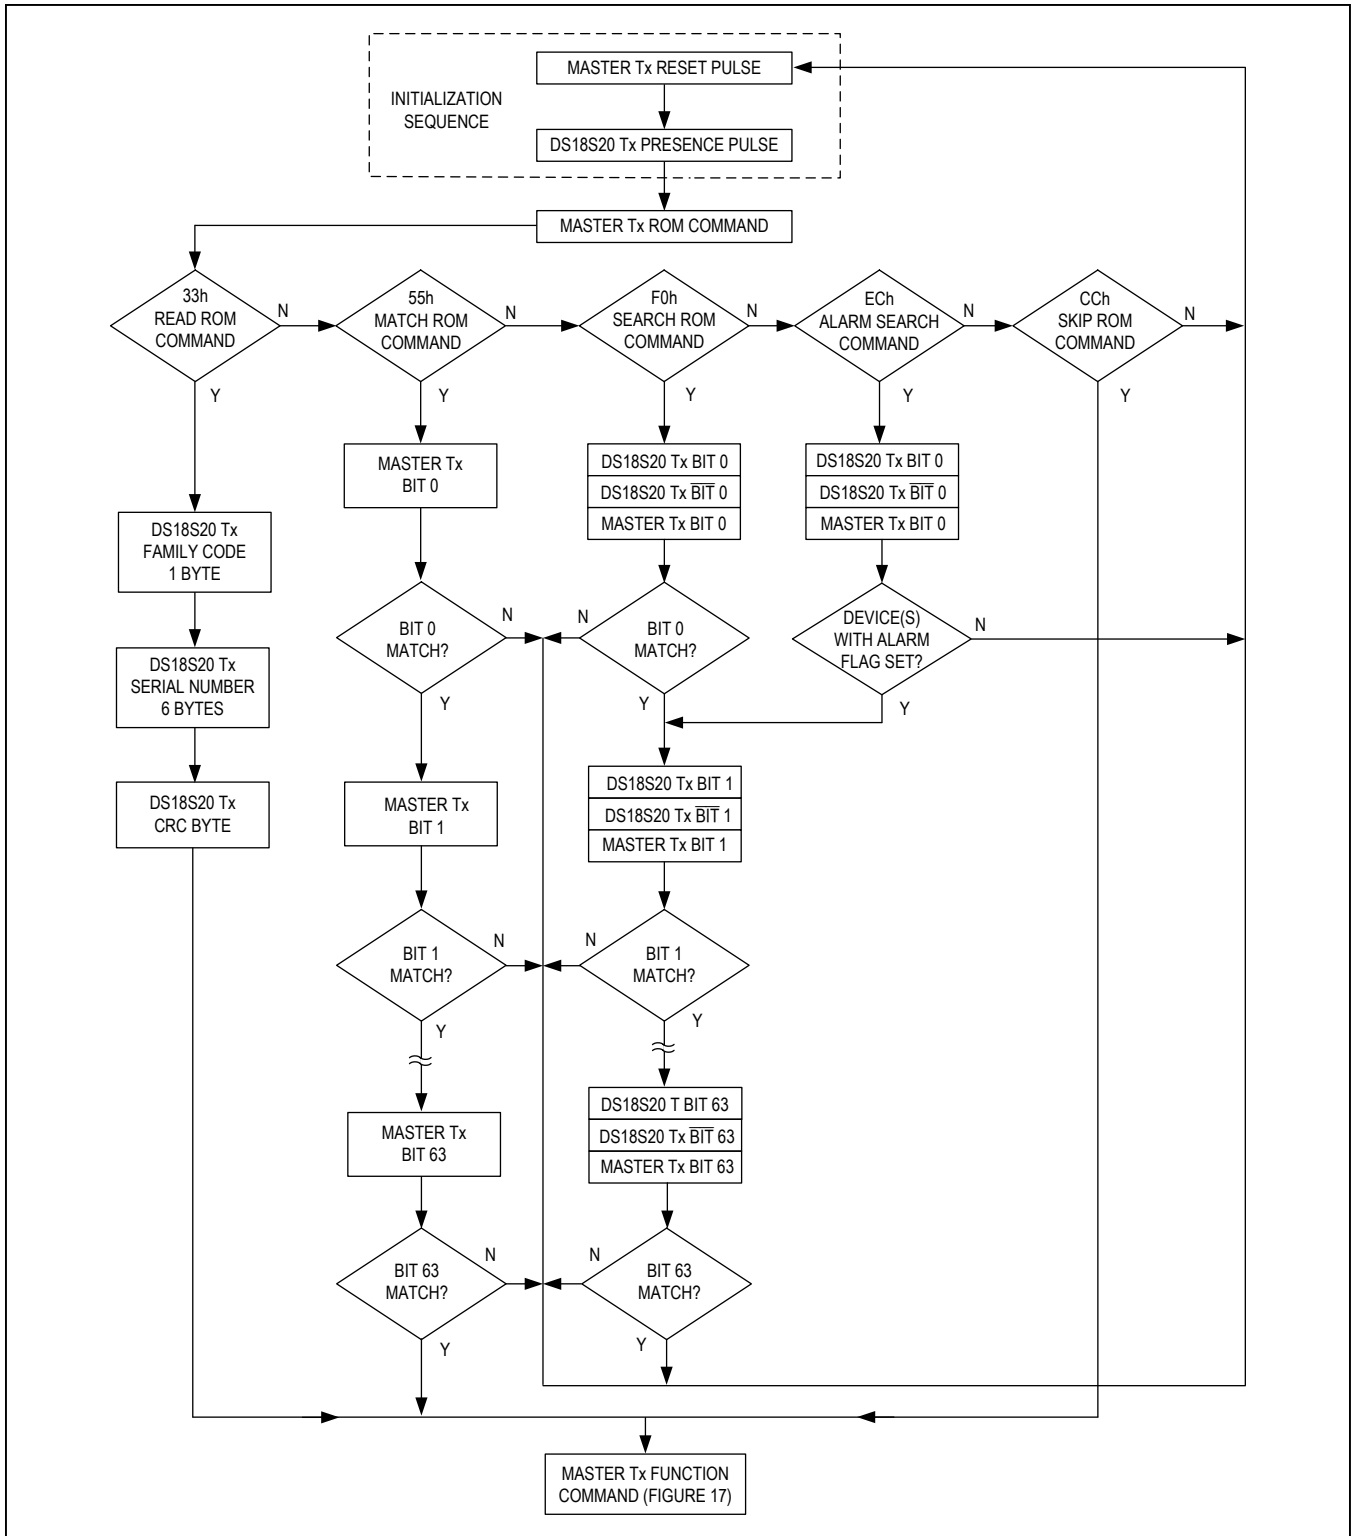 MASTER Tx RESET PULSE
INITIALIZATION
SEQUENCE
DS18S20 Tx PRESENCE PULSE
MASTER Tx ROM COMMAND
33h
READ ROM
COMMAND
N
Y
55h
MATCH ROM
COMMAND
N
Y
F0h
SEARCH ROM
COMMAND
N
Y
ECh
ALARM SEARCH
COMMAND
N
Y
CCh
SKIP ROM
COMMAND
N
Y
DS18S20 Tx
FAMILY CODE
1 BYTE
DS18S20 Tx
SERIAL NUMBER
6 BYTES
DS18S20 Tx
CRC BYTE
MASTER Tx
BIT 0
BIT 0
MATCH?
N
Y
MASTER Tx
BIT 1
BIT 1
MATCH?
N
Y
MASTER Tx
BIT 63
BIT 63
MATCH?
N
Y
DS18S20 Tx BIT 0
DS18S20 Tx B̅I̅T̅ 0
MASTER Tx BIT 0
N
BIT 0
MATCH?
Y
DS18S20 Tx BIT 1
DS18S20 Tx B̅I̅T̅ 1
MASTER Tx BIT 1
N
BIT 1
MATCH?
Y
DS18S20 T BIT 63
DS18S20 Tx B̅I̅T̅ 63
MASTER Tx BIT 63
N
BIT 63
MATCH?
Y
DS18S20 Tx BIT 0
DS18S20 Tx B̅I̅T̅ 0
MASTER Tx BIT 0
DEVICE(S)
WITH ALARM
FLAG SET?
N
Y
MASTER Tx FUNCTION
COMMAND (FIGURE 17)